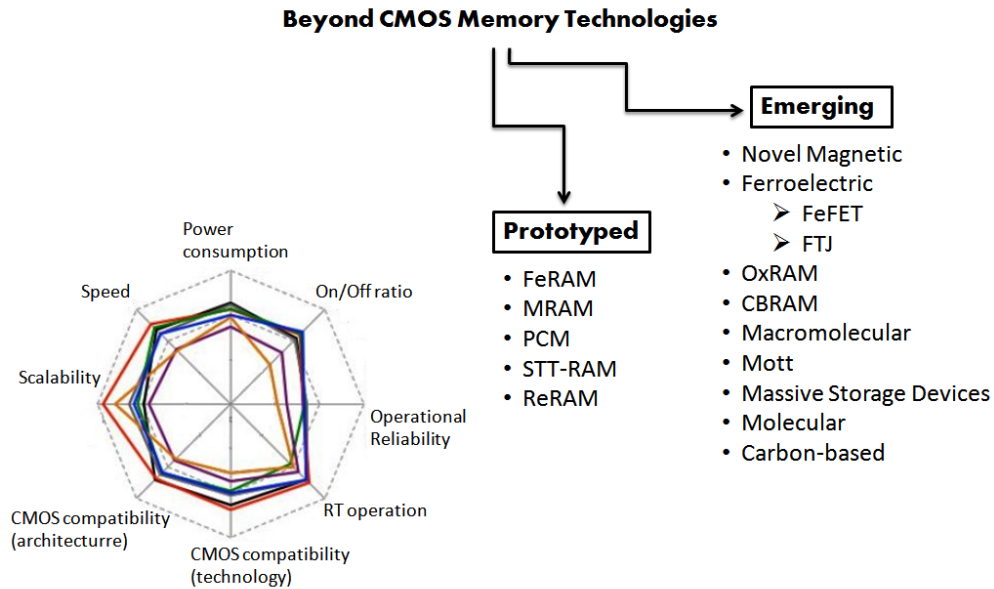 Beyond CMOS Memory Technologies
Emerging
• Novel Magnetic
• Ferroelectric
➤ FeFET
➤ FTJ
• OxRAM
• CBRAM
• Macromolecular
• Mott
• Massive Storage Devices
• Molecular
• Carbon-based
Prototyped
• FeRAM
• MRAM
• PCM
• STT-RAM
• ReRAM
Power
consumption
On/Off ratio
Operational
Reliability
RT operation
CMOS compatibility
(technology)
CMOS compatibility
(architecturre)
Scalability
Speed